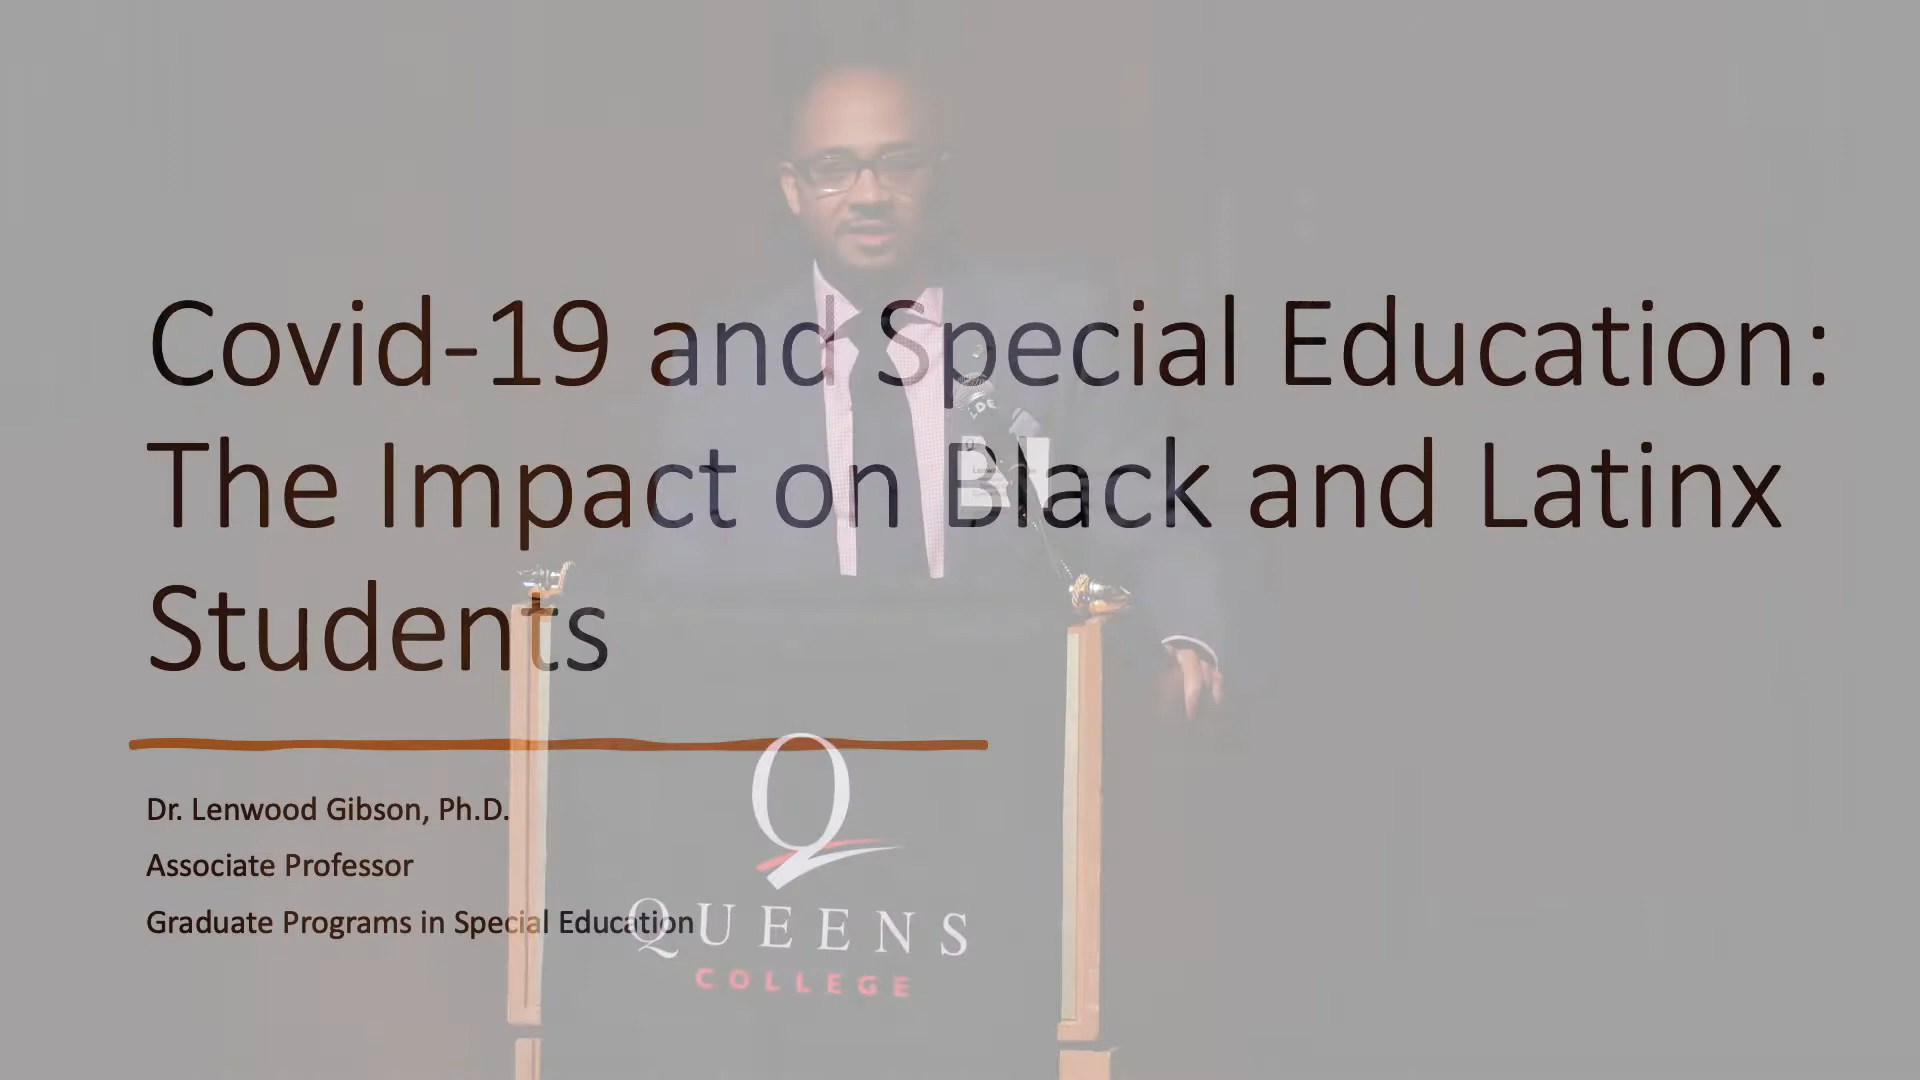 Covid-19 and Special Education:
The Impact on Black and Latinx
Students
Dr. Lenwood Gibson, Ph.D.
Associate Professor
Graduate Programs in Special Education
QUEENS
COLLEGE